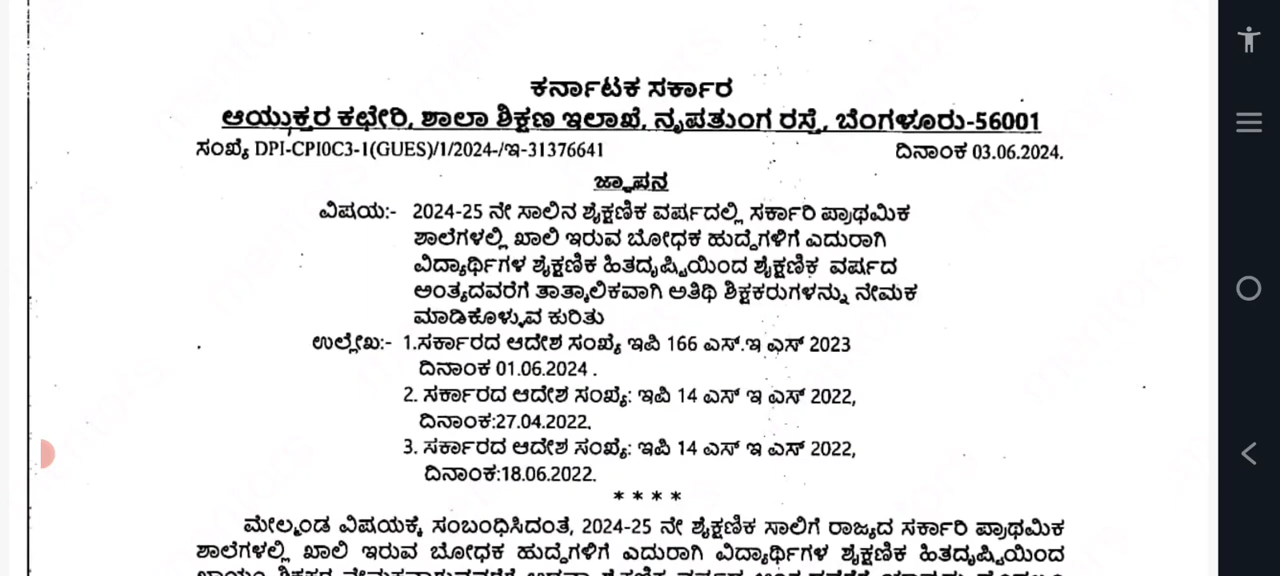 ಕರ್ನಾಟಕ ಸರ್ಕಾರ
ಆಯುಕ್ತರ ಕಛೇರಿ, ಶಾಲಾ ಶಿಕ್ಷಣ ಇಲಾಖೆ, ನೃಪತುಂಗ ರಸ್ತೆ, ಬೆಂಗಳೂರು-56001
ಸಂಖ್ಯೆ DPI-CPI0C3-1(GUES)/1/2024-/ಇ-31376641 ದಿನಾಂಕ 03.06.2024.
ಜ್ಞಾಪನ
ವಿಷಯ:- 2024-25 ನೇ ಸಾಲಿನ ಶೈಕ್ಷಣಿಕ ವರ್ಷದಲ್ಲಿ ಸರ್ಕಾರಿ ಪ್ರಾಥಮಿಕ
ಶಾಲೆಗಳಲ್ಲಿ ಖಾಲಿ ಇರುವ ಬೋಧಕ ಹುದ್ದೆಗಳಿಗೆ ಎದುರಾಗಿ
ವಿದ್ಯಾರ್ಥಿಗಳ ಶೈಕ್ಷಣಿಕ ಹಿತದೃಷ್ಟಿಯಿಂದ ಶೈಕ್ಷಣಿಕ ವರ್ಷದ
ಅಂತ್ಯದವರೆಗೆ ತಾತ್ಕಾಲಿಕವಾಗಿ ಅತಿಥಿ ಶಿಕ್ಷಕರುಗಳನ್ನು ನೇಮಕ
ಮಾಡಿಕೊಳ್ಳುವ ಕುರಿತು
ಉಲ್ಲೇಖ:- 1.ಸರ್ಕಾರದ ಆದೇಶ ಸಂಖ್ಯೆ ಇಪಿ 166 ಎಸ್.ಇ ಎಸ್ 2023
ದಿನಾಂಕ 01.06.2024 .
2. ಸರ್ಕಾರದ ಆದೇಶ ಸಂಖ್ಯೆ: ಇಪಿ 14 ಎಸ್ ಇ ಎಸ್ 2022,
ದಿನಾಂಕ:27.04.2022.
3. ಸರ್ಕಾರದ ಆದೇಶ ಸಂಖ್ಯೆ: ಇಪಿ 14 ಎಸ್ ಇ ಎಸ್ 2022,
ದಿನಾಂಕ:18.06.2022.
* * * *
ಮೇಲ್ಕಂಡ ವಿಷಯಕ್ಕೆ ಸಂಬಂಧಿಸಿದಂತೆ, 2024-25 ನೇ ಶೈಕ್ಷಣಿಕ ಸಾಲಿಗೆ ರಾಜ್ಯದ ಸರ್ಕಾರಿ ಪ್ರಾಥಮಿಕ
ಶಾಲೆಗಳಲ್ಲಿ ಖಾಲಿ ಇರುವ ಬೋಧಕ ಹುದ್ದೆಗಳಿಗೆ ಎದುರಾಗಿ ವಿದ್ಯಾರ್ಥಿಗಳ ಶೈಕ್ಷಣಿಕ ಹಿತದೃಷ್ಟಿಯಿಂದ